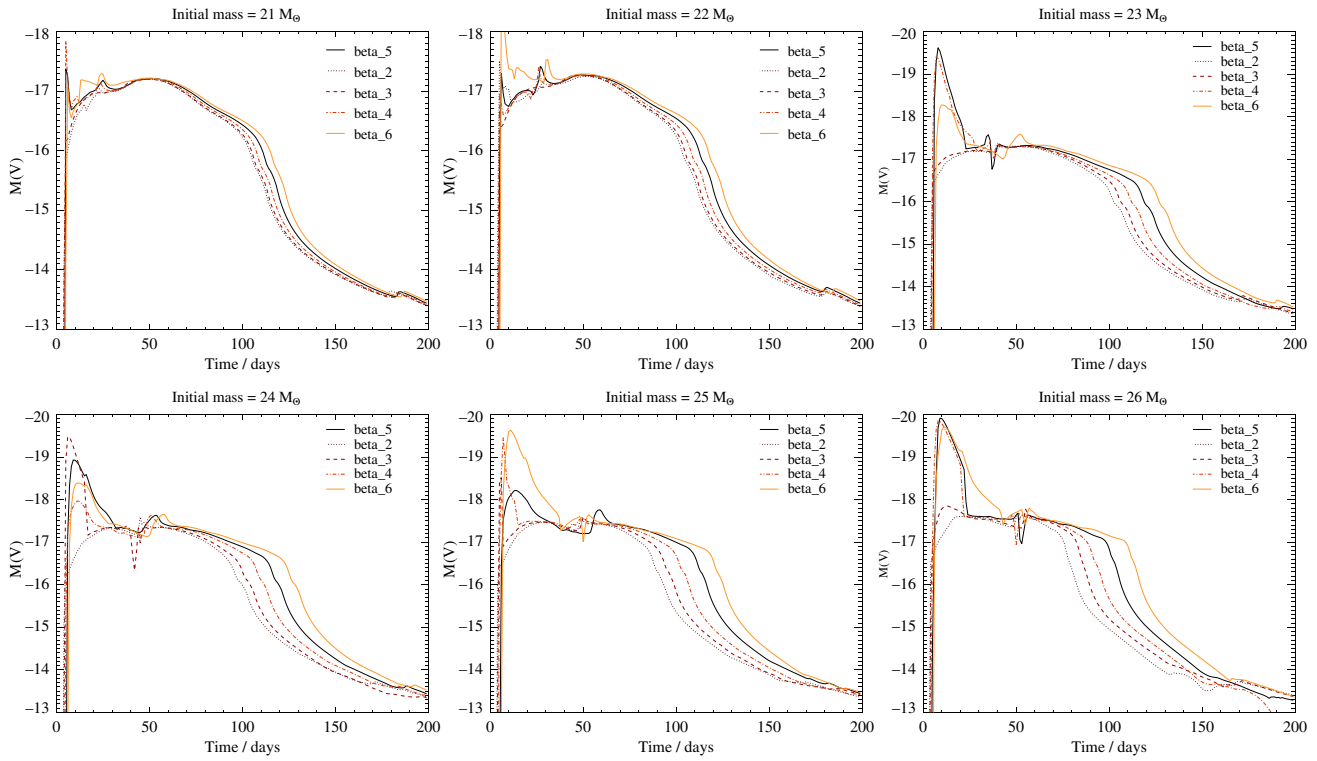 Initial mass = 21 M⊙
−18
−17
−16
−15
−14
−13
M(V)
beta_5
beta_2
beta_3
beta_4
beta_6
0
50
100
150
200
Time / days
Initial mass = 22 M⊙
−18
−17
−16
−15
−14
−13
M(V)
beta_5
beta_2
beta_3
beta_4
beta_6
0
50
100
150
200
Time / days
Initial mass = 23 M⊙
−20
−19
−18
−17
−16
−15
−14
−13
M(V)
beta_5
beta_2
beta_3
beta_4
beta_6
0
50
100
150
200
Time / days
Initial mass = 24 M⊙
−20
−19
−18
−17
−16
−15
−14
−13
M(V)
beta_5
beta_2
beta_3
beta_4
beta_6
0
50
100
150
200
Time / days
Initial mass = 25 M⊙
−20
−19
−18
−17
−16
−15
−14
−13
M(V)
beta_5
beta_2
beta_3
beta_4
beta_6
0
50
100
150
200
Time / days
Initial mass = 26 M⊙
−20
−19
−18
−17
−16
−15
−14
−13
M(V)
beta_5
beta_2
beta_3
beta_4
beta_6
0
50
100
150
200
Time / days